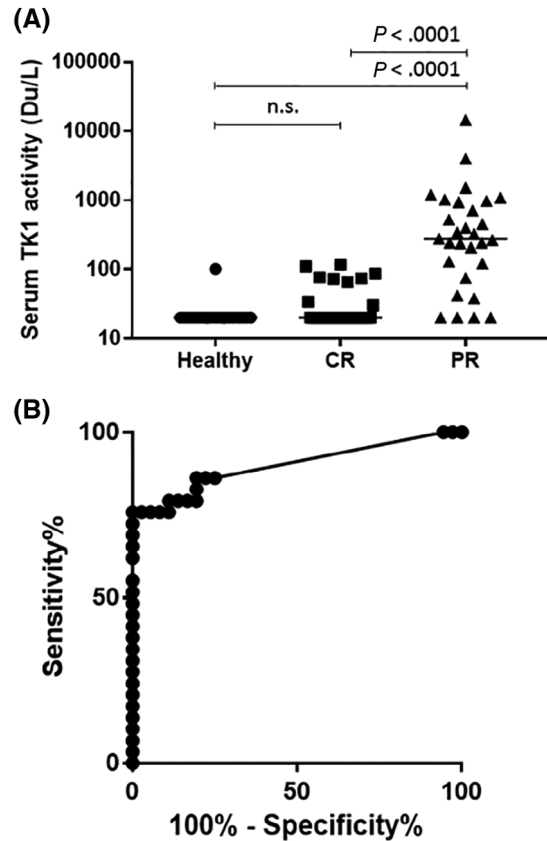 (A)
P < .0001
P < .0001
n.s.
Serum TK1 activity (Du/L)
100000
10000
1000
100
10
Healthy CR PR
(B)
Sensitivity%
100
50
0
0 50 100
100% - Specificity%